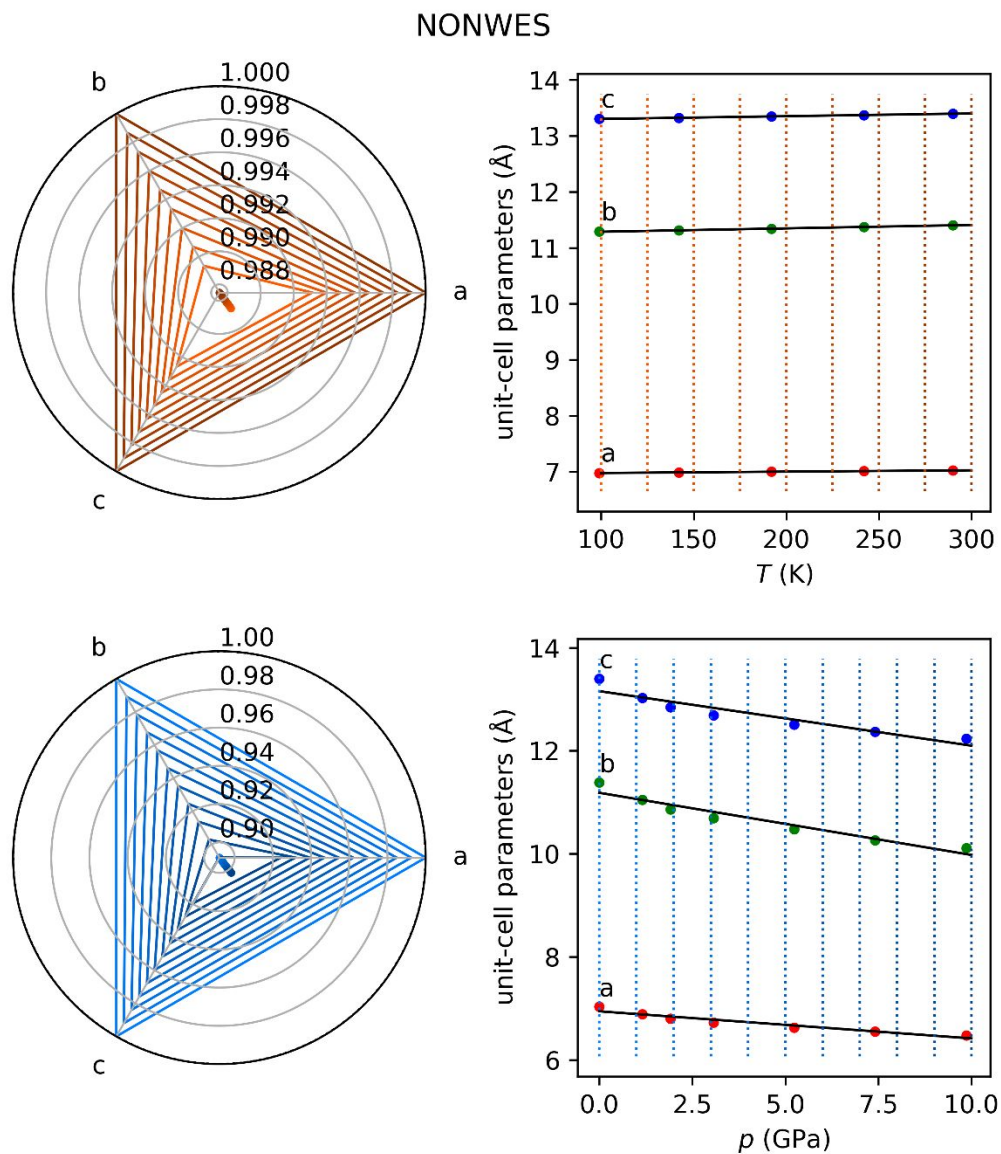 NONWES
b
1.000
0.998
0.996
0.994
0.992
0.990
0.988
a
c
unit-cell parameters (Å)
14
13
12
11
10
9
8
7
c
b
a
100 150 200 250 300
T (K)
b
1.00
0.98
0.96
0.94
0.92
0.90
a
c
unit-cell parameters (Å)
14
12
10
8
6
c
b
a
0.0 2.5 5.0 7.5 10.0
p (GPa)